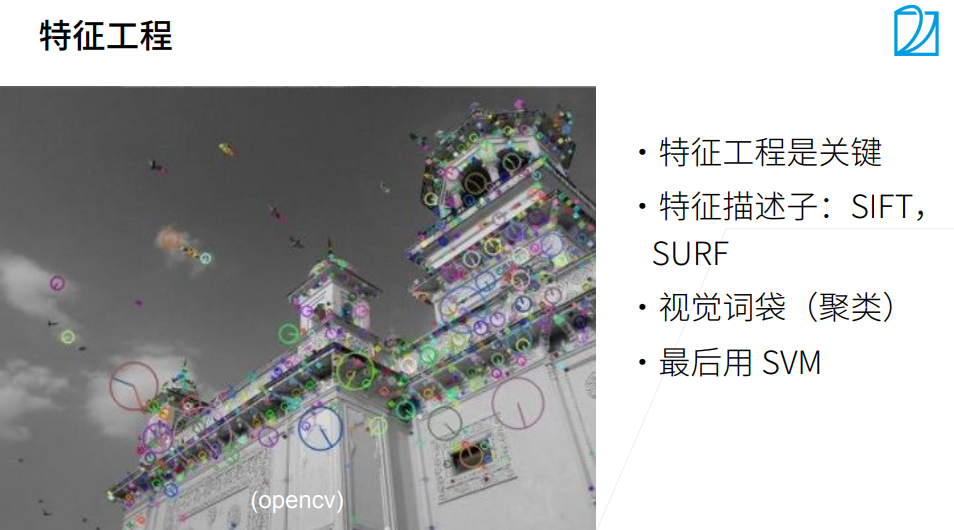 特征工程
• 特征工程是关键
• 特征描述子：SIFT，
SURF
• 视觉词袋（聚类）
• 最后用 SVM
(opencv)